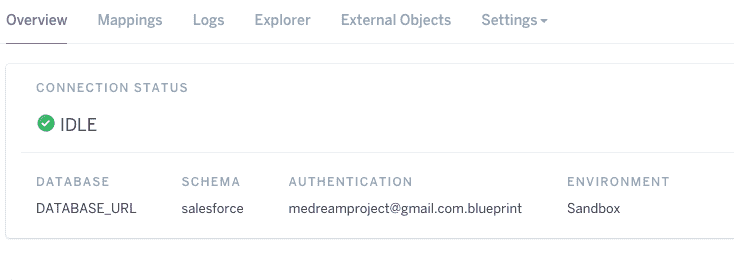 Overview Mappings Logs Explorer External Objects Settings
CONNECTION STATUS
IDLE
DATABASE SCHEMA AUTHENTICATION ENVIRONMENT
DATABASE_URL salesforce medreamproject@gmail.com.blueprint Sandbox